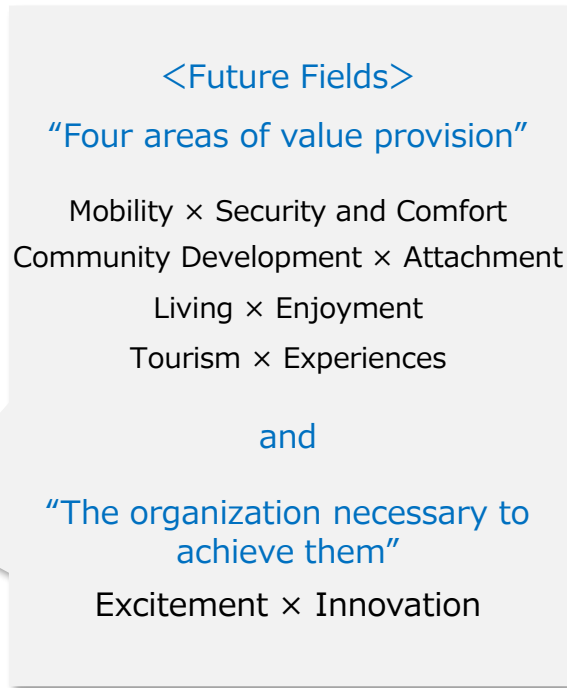 ＜Future Fields＞
“Four areas of value provision”
Mobility × Security and Comfort
Community Development × Attachment
Living × Enjoyment
Tourism × Experiences
and
“The organization necessary to
achieve them”
Excitement × Innovation